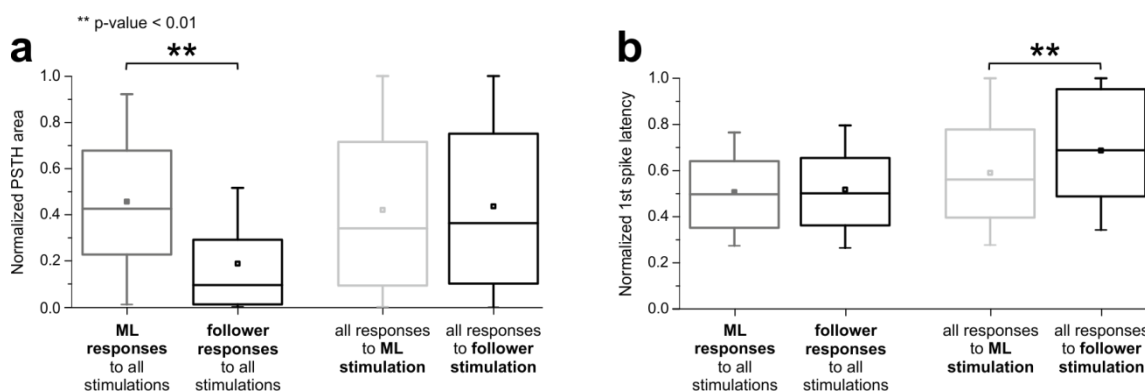 ** p-value < 0.01
a
**
Normalized PSTH area
1.0
0.8
0.6
0.4
0.2
0.0
ML
responses
to all
stimulations
follower
responses
to all
stimulations
all responses
to ML
stimulation
all responses
to follower
stimulation
b
**
Normalized 1st spike latency
1.0
0.8
0.6
0.4
0.2
0.0
ML
responses
to all
stimulations
follower
responses
to all
stimulations
all responses
to ML
stimulation
all responses
to follower
stimulation